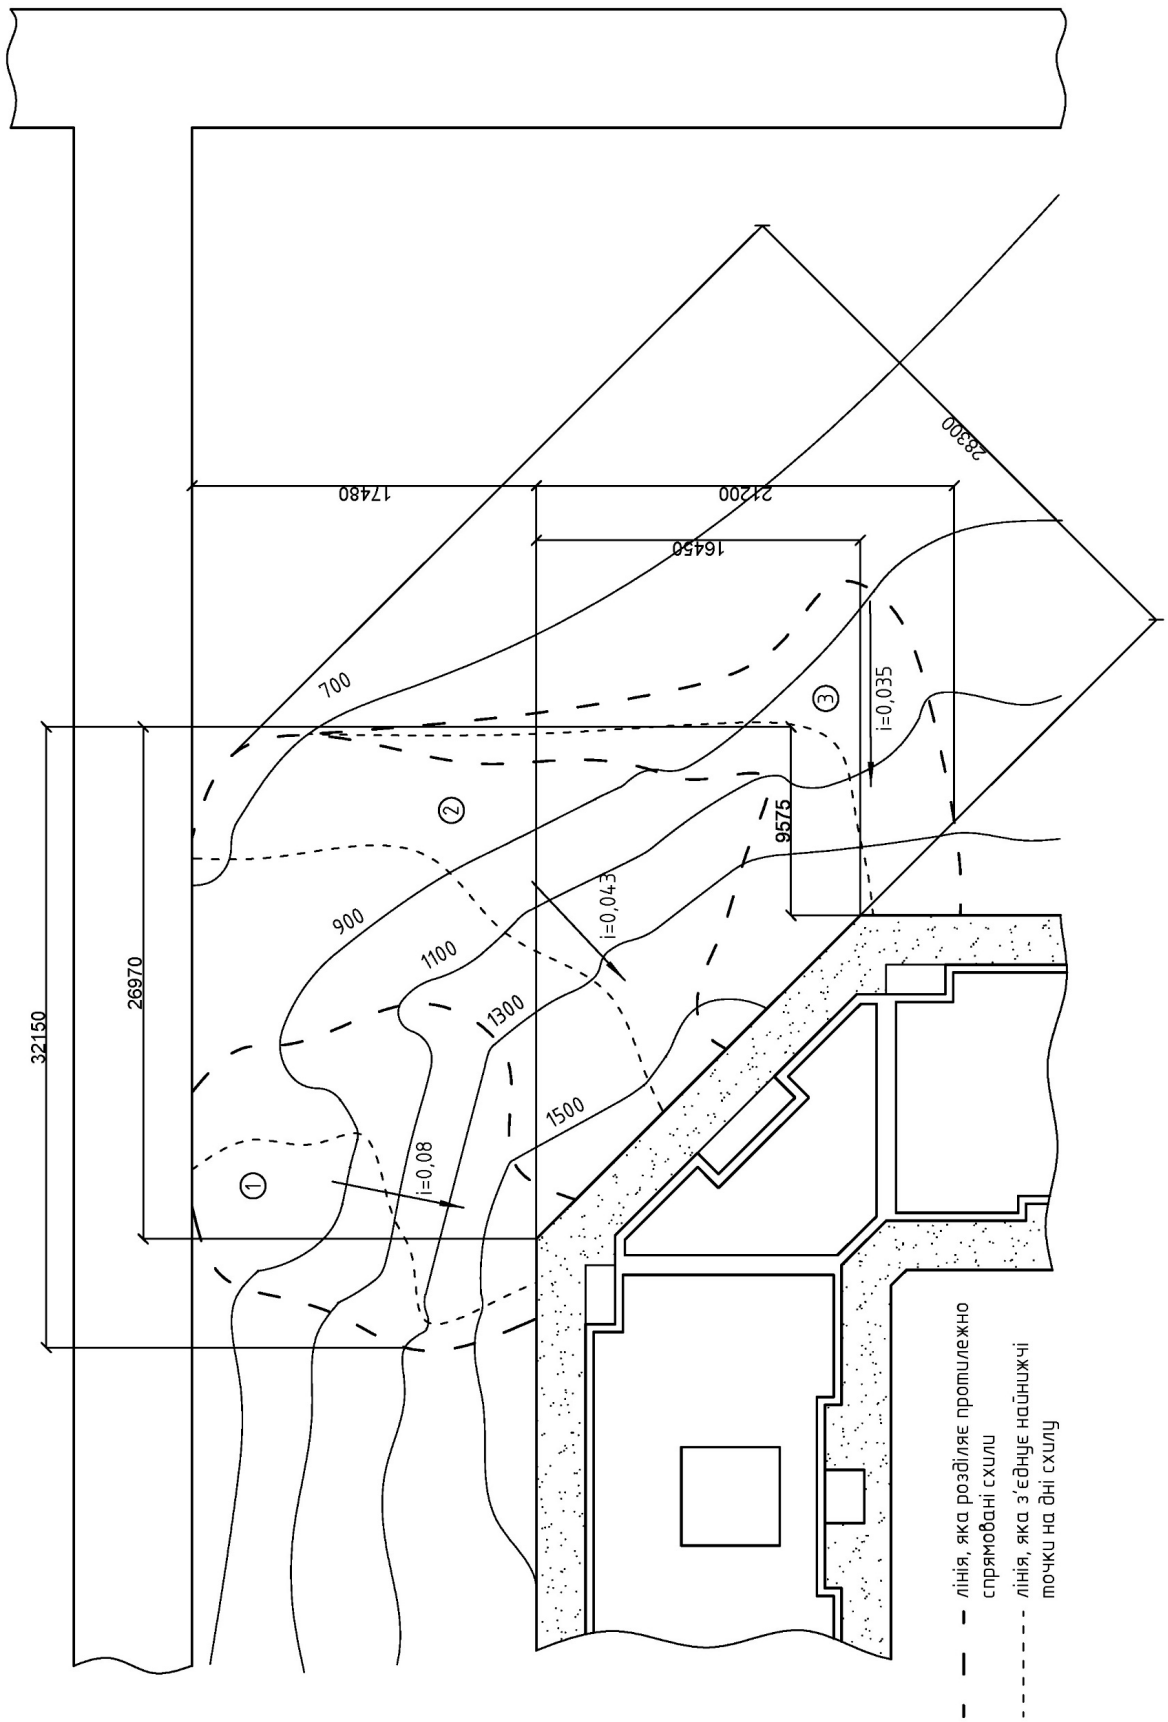 32150
26970
17480
21200
16450
9575
28300
700
900
1100
1300
1500
1
2
3
i=0,08
i=0,043
i=0,035
лінія, яка розділяє протилежно
спрямовані схили
лінія, яка з'єднує найнижчі
точки на дні схилу